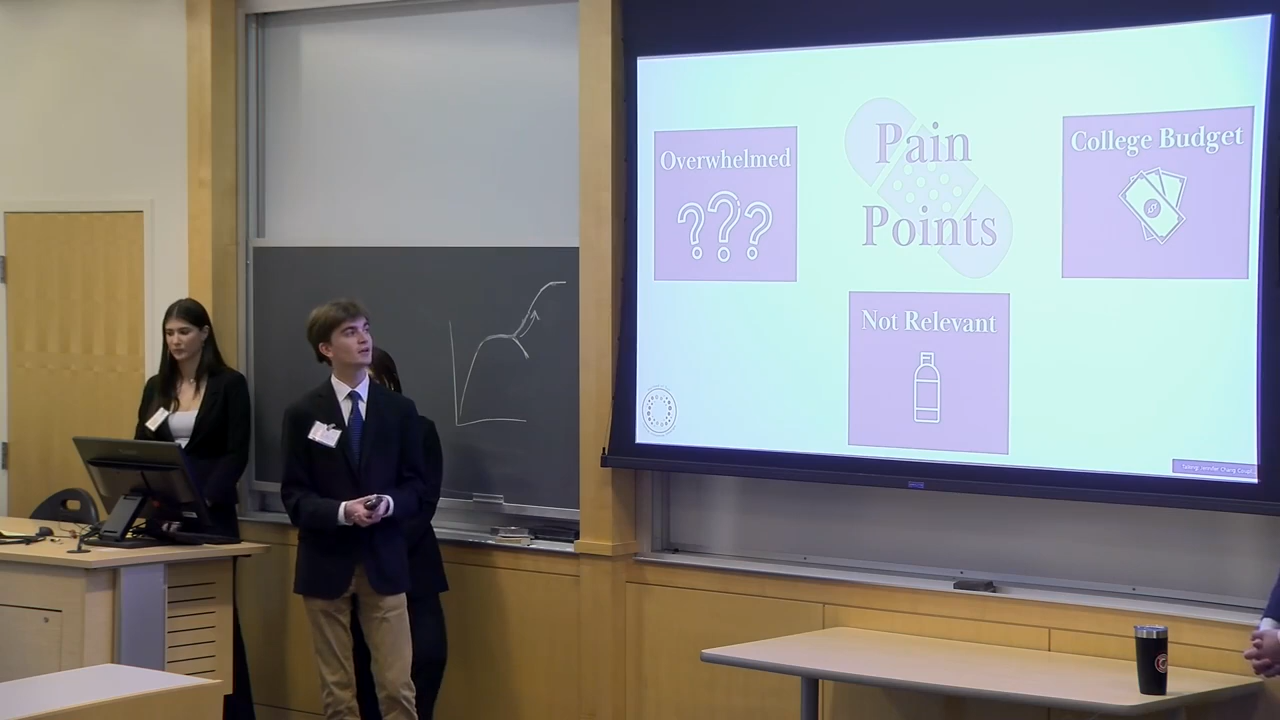 Overwhelmed
Pain
Points
College Budget
Not Relevant